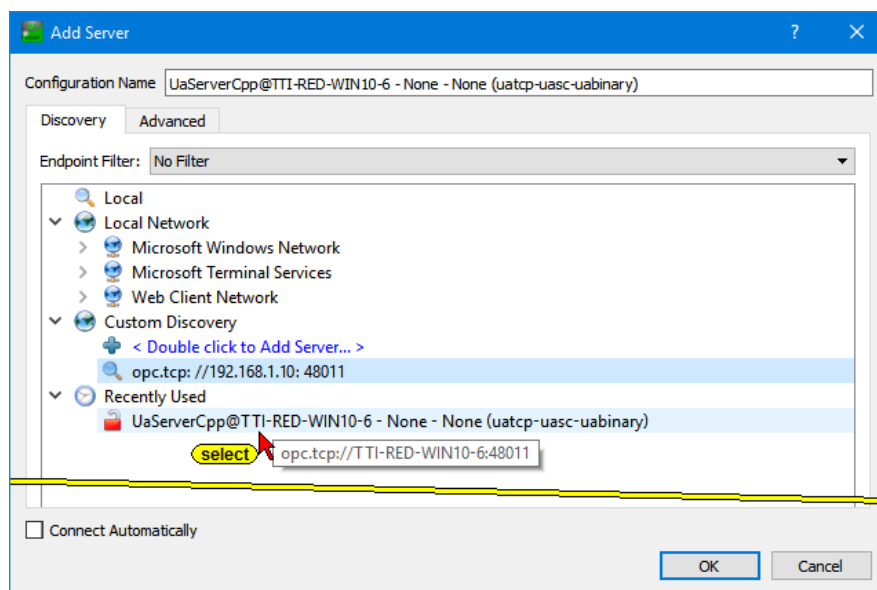 Add Server
?
Configuration Name UaServerCpp@TTI-RED-WIN10-6 - None - None (uatcp-uasc-uabinary)
Discovery Advanced
Endpoint Filter: No Filter
Local
Local Network
Microsoft Windows Network
Microsoft Terminal Services
Web Client Network
Custom Discovery
< Double click to Add Server... >
opc.tcp: //192.168.1.10: 48011
Recently Used
UaServerCpp@TTI-RED-WIN10-6 - None - None (uatcp-uasc-uabinary)
select opc.tcp://TTI-RED-WIN10-6:48011
Connect Automatically
OK Cancel